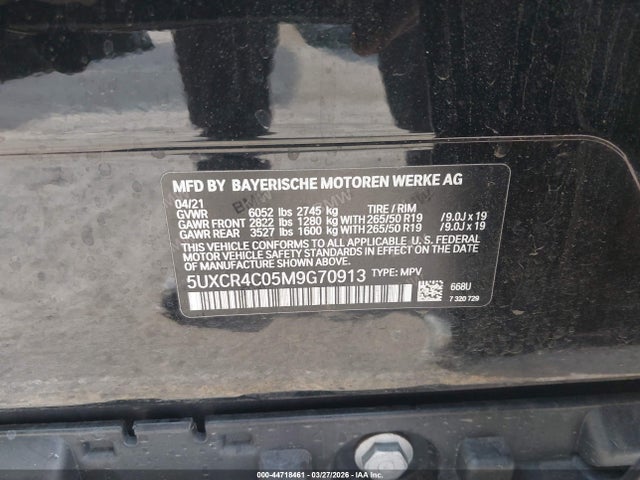 MFD BY BAYERISCHE MOTOREN WERKE AG
04/21
GVWR 6052 lbs 2745 kg TIRE / RIM
GAWR FRONT 2822 lbs 1280 kg WITH 265/50 R19 /9.0J x 19
GAWR REAR 3527 lbs 1600 kg WITH 265/50 R19 /9.0J x 19
THIS VEHICLE CONFORMS TO ALL APPLICABLE U. S. FEDERAL
MOTOR VEHICLE SAFETY STANDARDS IN EFFECT ON THE
DATE OF MANUFACTURE SHOWN ABOVE.
5UXCR4C05M9G70913 TYPE: MPV
668U
7 320 729
000-44718461 | 03/27/2026 - IAAI.COM